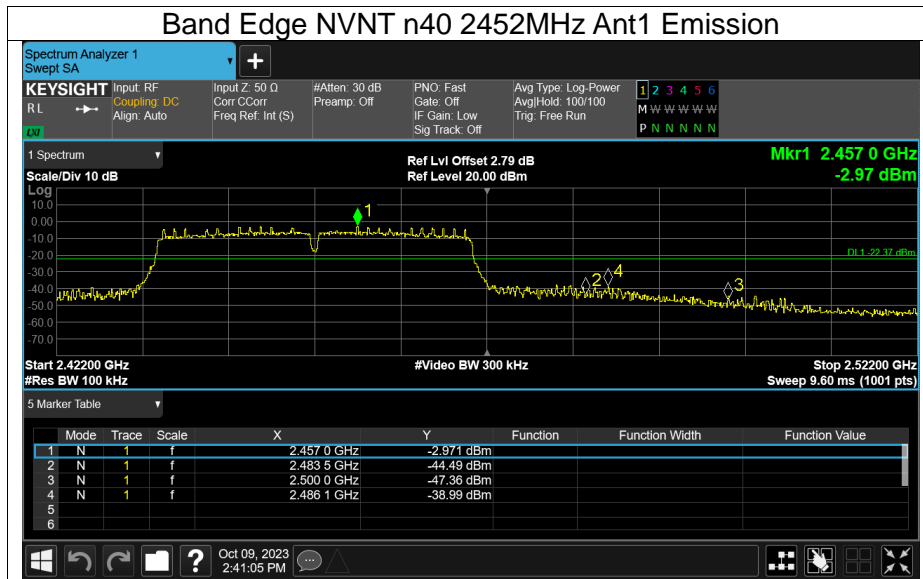 Band Edge NVNT n40 2452MHz Ant1 Emission
Spectrum Analyzer 1
Swept SA
+
KEYSIGHT
RL
LXI
Input: RF
Coupling: DC
Align: Auto
Input Z: 50 Ω
Corr CCorr
Freq Ref: Int (S)
#Atten: 30 dB
Preamp: Off
PNO: Fast
Gate: Off
IF Gain: Low
Sig Track: Off
Avg Type: Log-Power
Avg|Hold: 100/100
Trig: Free Run
1 2 3 4 5 6
M W W W W W
P N N N N N
1 Spectrum
Scale/Div 10 dB
Ref Lvl Offset 2.79 dB
Ref Level 20.00 dBm
Mkr1 2.457 0 GHz
-2.97 dBm
Log
10.0
0.00
-10.0
-20.0
-30.0
-40.0
-50.0
-60.0
-70.0
1
2
4
3
DL1 -22.37 dBm
Start 2.42200 GHz
#Res BW 100 kHz
#Video BW 300 kHz
Stop 2.52200 GHz
Sweep 9.60 ms (1001 pts)
5 Marker Table
Mode Trace Scale X Y Function Function Width Function Value
1 N 1 f 2.457 0 GHz -2.971 dBm
2 N 1 f 2.483 5 GHz -44.49 dBm
3 N 1 f 2.500 0 GHz -47.36 dBm
4 N 1 f 2.486 1 GHz -38.99 dBm
5
6
?
Oct 09, 2023
2:41:05 PM